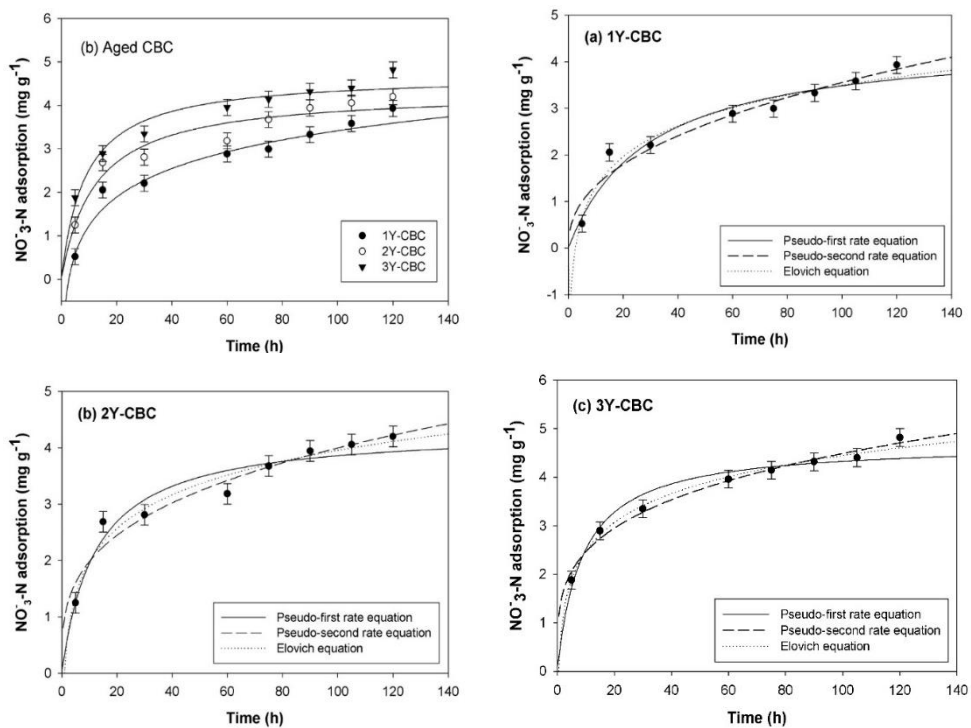 (b) Aged CBC
NO⁻3-N adsorption (mg g⁻¹)
6
5
4
3
2
1
0
1Y-CBC
2Y-CBC
3Y-CBC
0 20 40 60 80 100 120 140
Time (h)
(a) 1Y-CBC
NO⁻3-N adsorption (mg g⁻¹)
6
5
4
3
2
1
0
-1
Pseudo-first rate equation
Pseudo-second rate equation
Elovich equation
0 20 40 60 80 100 120 140
Time (h)
(b) 2Y-CBC
NO⁻3-N adsorption (mg g⁻¹)
5
4
3
2
1
0
Pseudo-first rate equation
Pseudo-second rate equation
Elovich equation
0 20 40 60 80 100 120 140
Time (h)
(c) 3Y-CBC
NO⁻3-N adsorption (mg g⁻¹)
6
5
4
3
2
1
0
Pseudo-first rate equation
Pseudo-second rate equation
Elovich equation
0 20 40 60 80 100 120 140
Time (h)